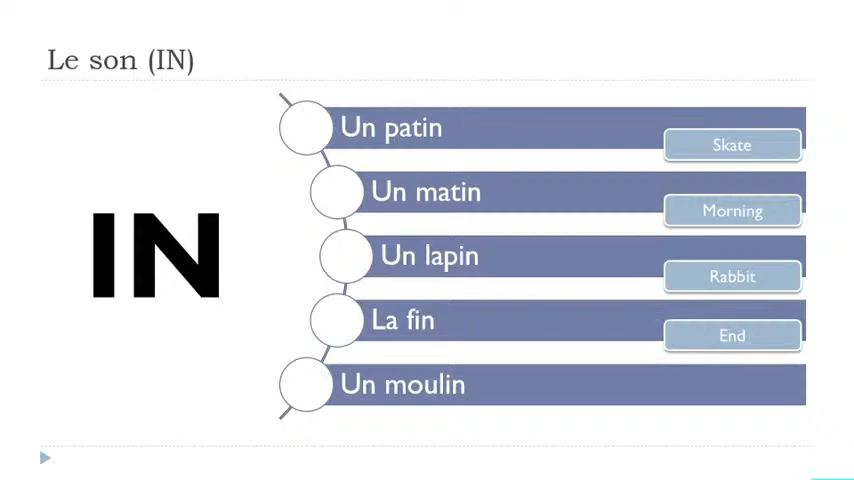 Le son (IN)
IN
Un patin
Skate
Un matin
Morning
Un lapin
Rabbit
La fin
End
Un moulin